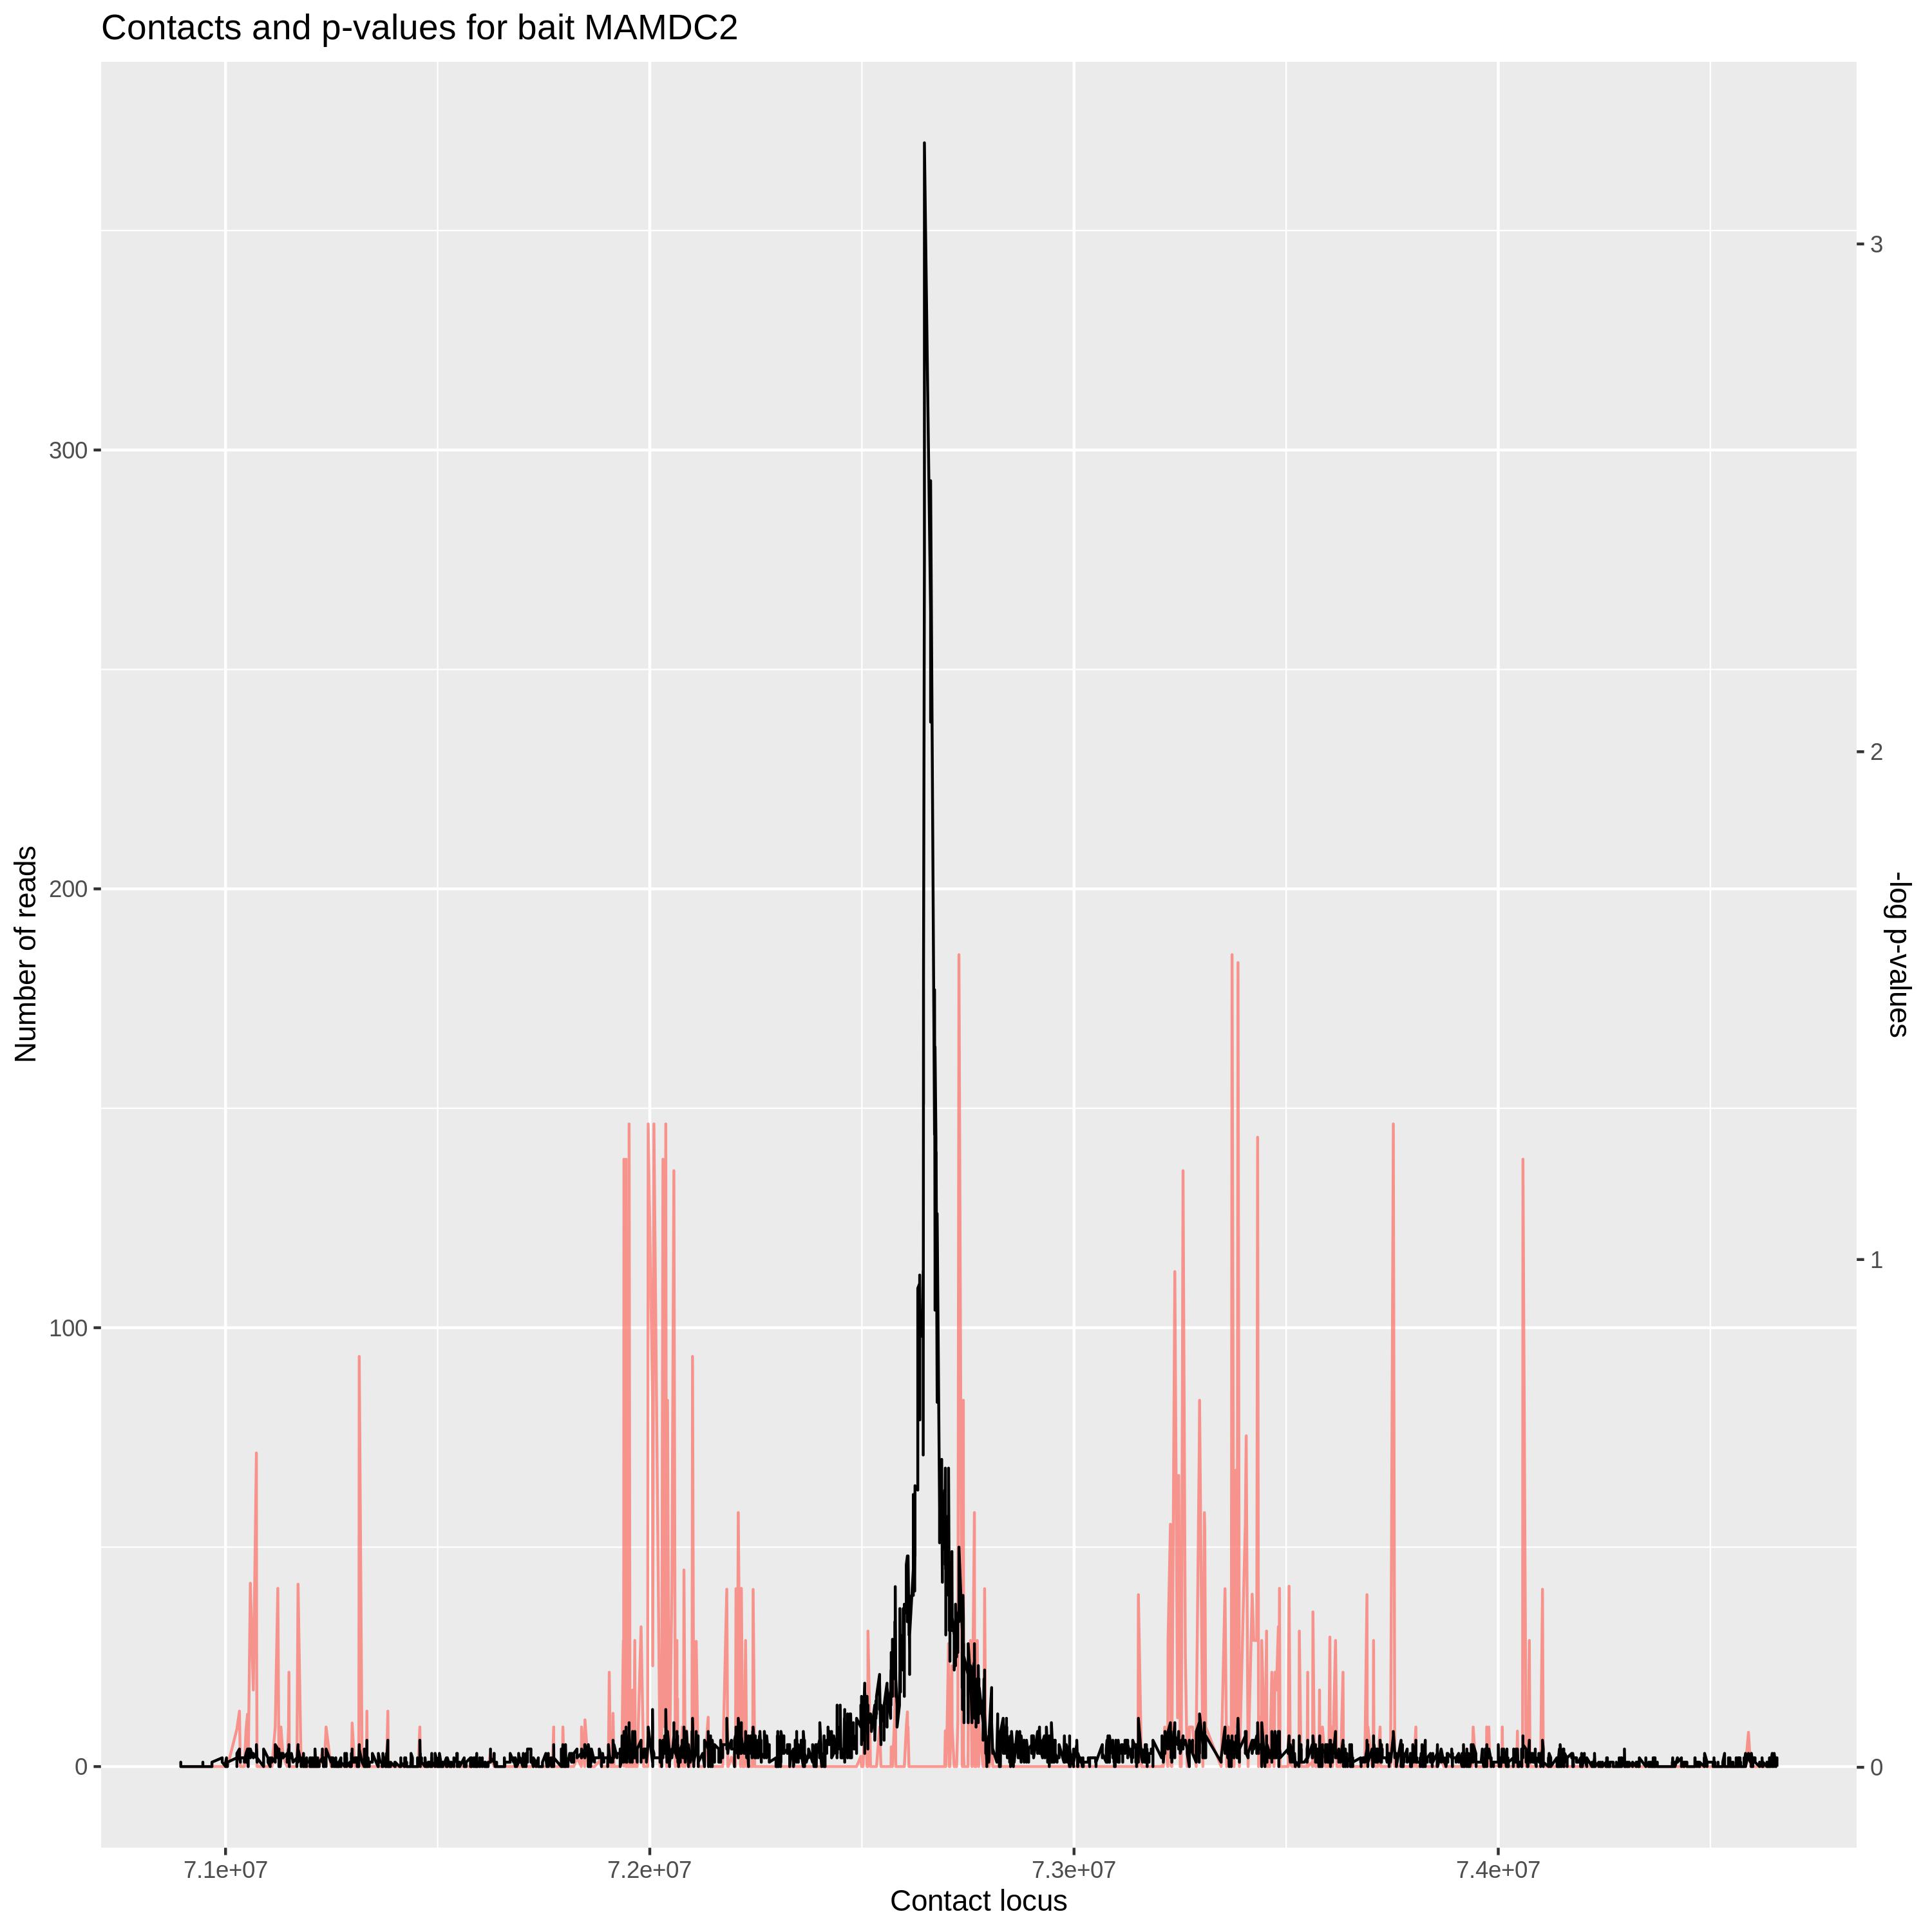 Contacts and p-values for bait MAMDC2
Number of reads
300
200
100
0
3
2
1
0
-log p-values
7.1e+07 7.2e+07 7.3e+07 7.4e+07
Contact locus